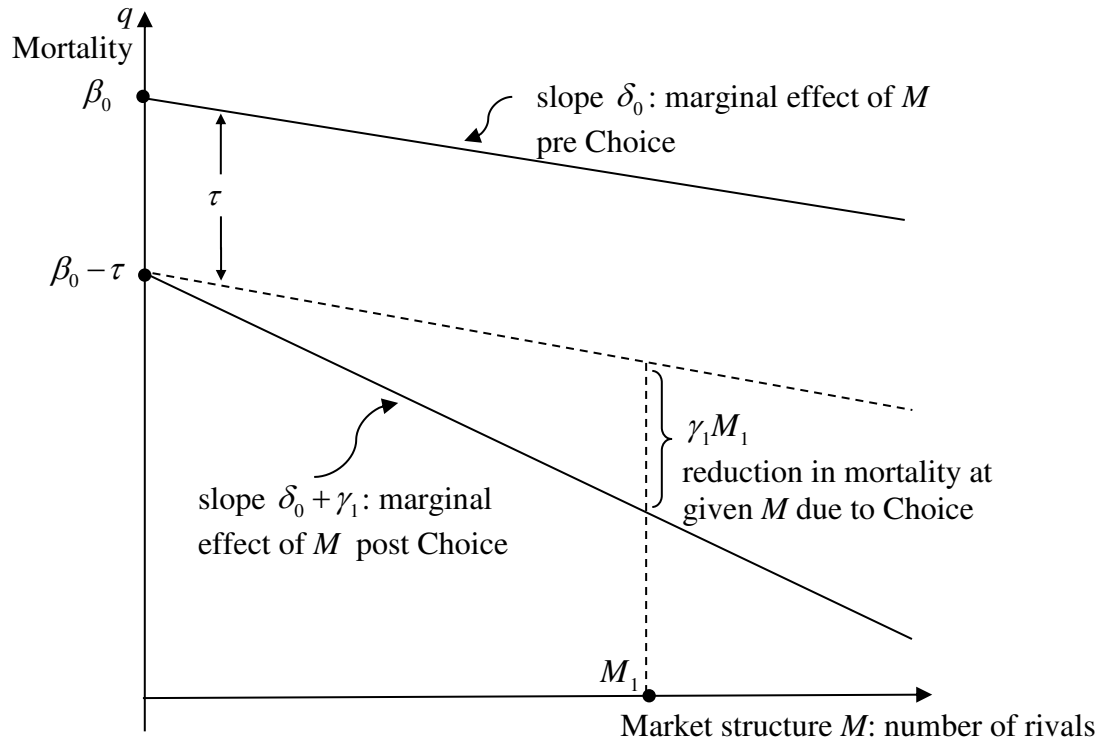 q
Mortality
β₀
slope δ₀: marginal effect of M
pre Choice
τ
β₀ − τ
γ₁M₁
reduction in mortality at
given M due to Choice
slope δ₀ + γ₁: marginal
effect of M post Choice
M₁
Market structure M: number of rivals